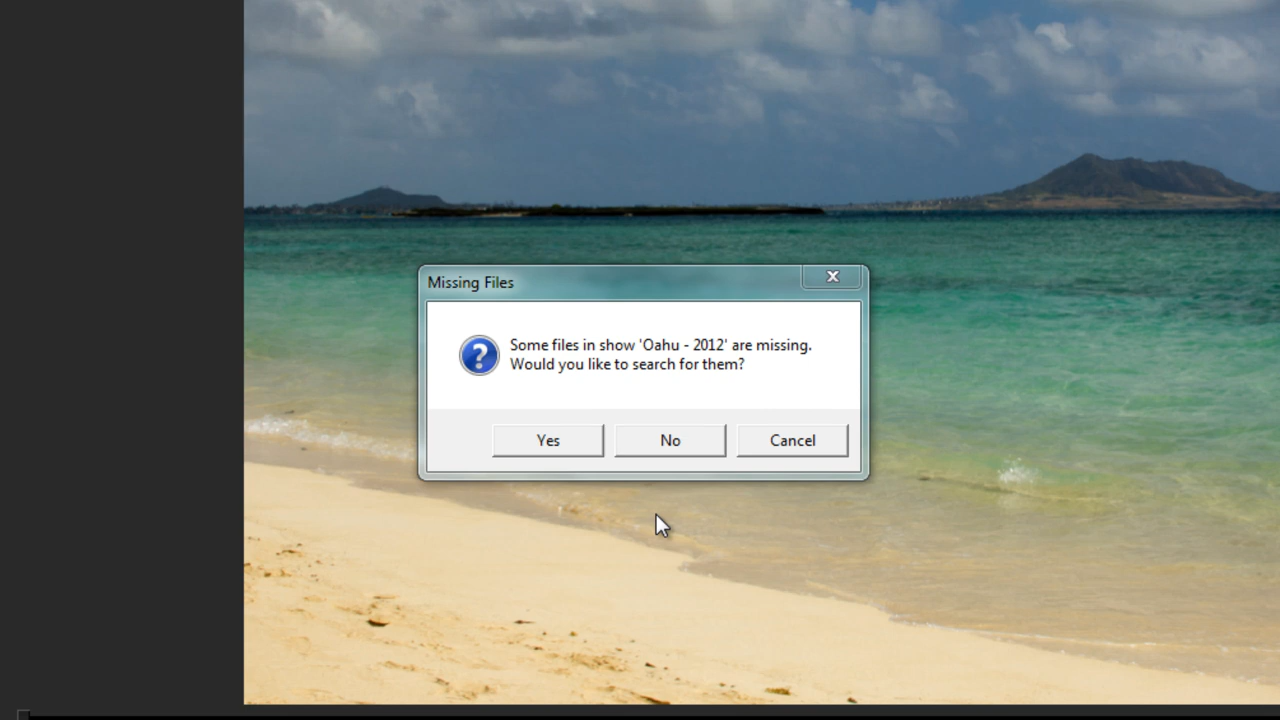 Missing Files
Some files in show 'Oahu - 2012' are missing.
Would you like to search for them?
Yes No Cancel